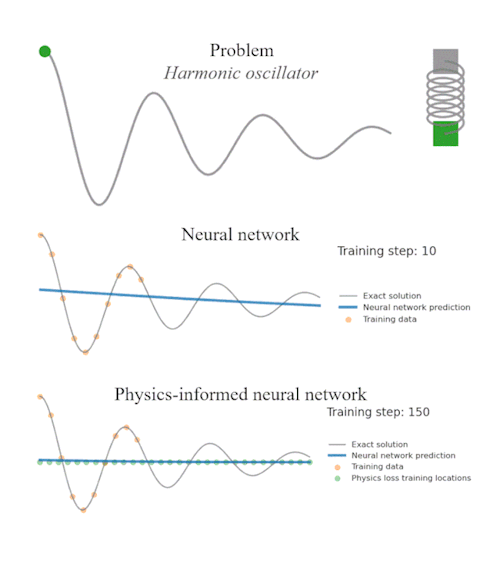 Problem
Harmonic oscillator
Neural network
Training step: 10
Exact solution
Neural network prediction
Training data
Physics-informed neural network
Training step: 150
Exact solution
Neural network prediction
Training data
Physics loss training locations